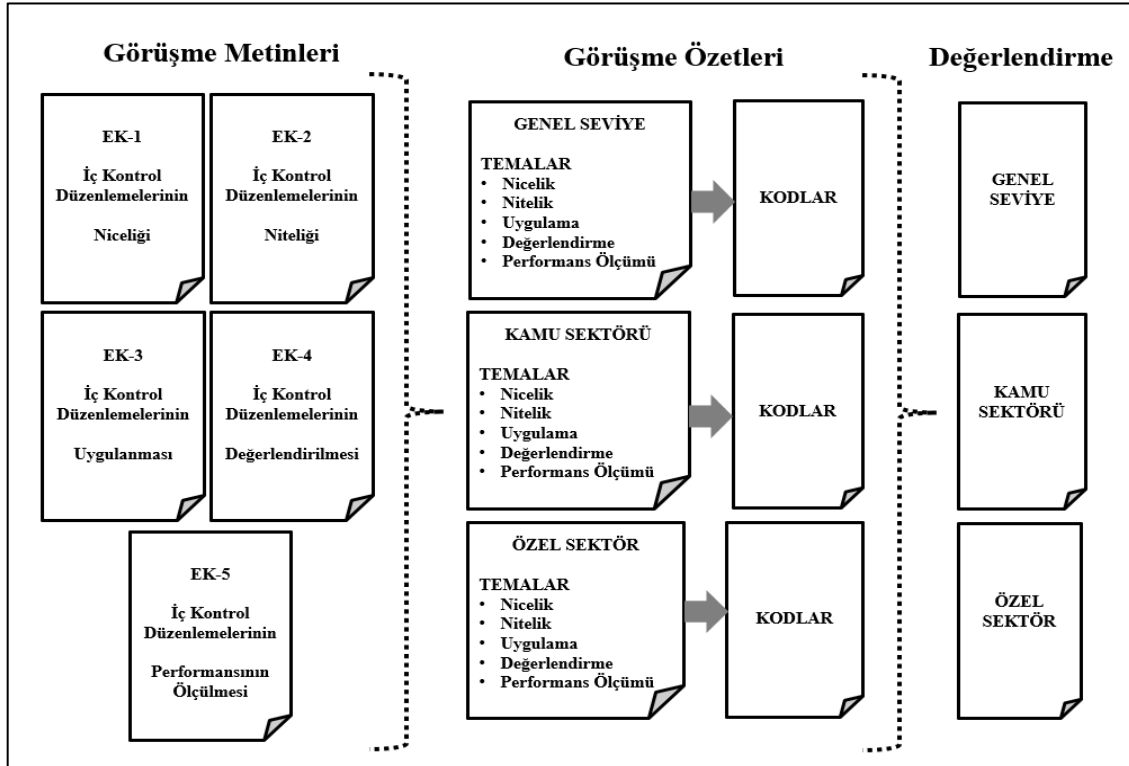 Görüşme Metinleri
EK-1
İç Kontrol
Düzenlemelerinin
Niceliği
EK-2
İç Kontrol
Düzenlemelerinin
Niteliği
EK-3
İç Kontrol
Düzenlemelerinin
Uygulanması
EK-4
İç Kontrol
Düzenlemelerinin
Değerlendirilmesi
EK-5
İç Kontrol
Düzenlemelerinin
Performansının
Ölçülmesi
Görüşme Özetleri
GENEL SEVİYE
TEMALAR
• Nicelik
• Nitelik
• Uygulama
• Değerlendirme
• Performans Ölçümü
KODLAR
KAMU SEKTÖRÜ
TEMALAR
• Nicelik
• Nitelik
• Uygulama
• Değerlendirme
• Performans Ölçümü
KODLAR
ÖZEL SEKTÖR
TEMALAR
• Nicelik
• Nitelik
• Uygulama
• Değerlendirme
• Performans Ölçümü
KODLAR
Değerlendirme
GENEL
SEVİYE
KAMU
SEKTÖRÜ
ÖZEL
SEKTÖR